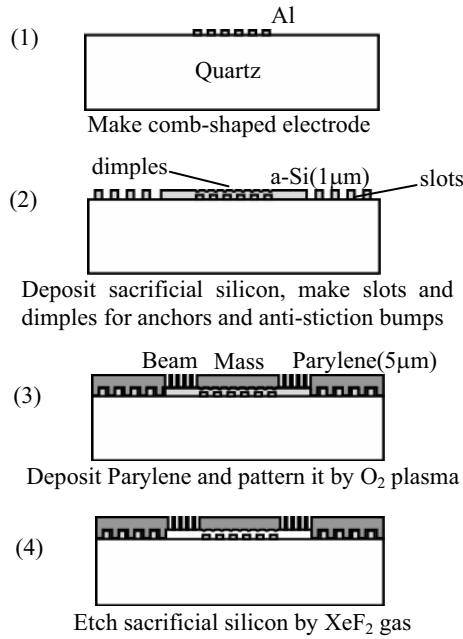 Al
(1)
Quartz
Make comb-shaped electrode
dimples
a-Si(1μm)
slots
(2)
Deposit sacrificial silicon, make slots and
dimples for anchors and anti-stiction bumps
Beam Mass Parylene(5μm)
(3)
Deposit Parylene and pattern it by O₂ plasma
(4)
Etch sacrificial silicon by XeF₂ gas